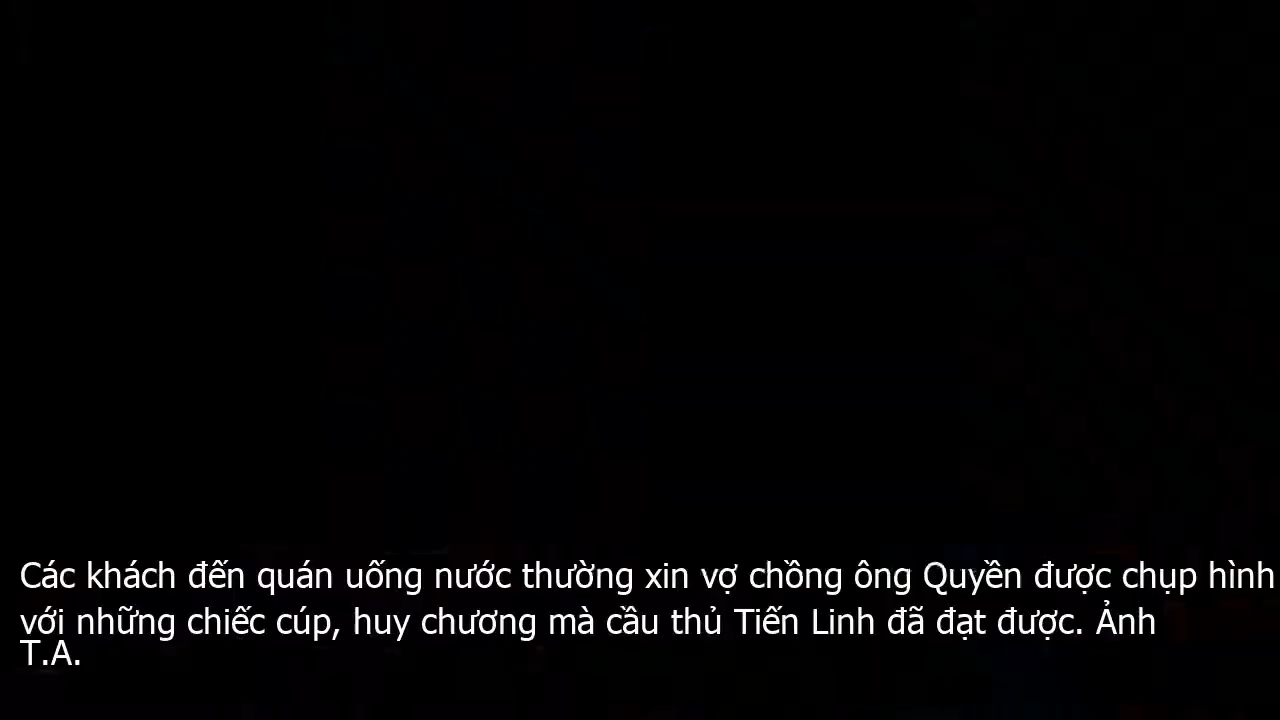 Các khách đến quán uống nước thường xin vợ chồng ông Quyền được chụp hình
với những chiếc cúp, huy chương mà cầu thủ Tiến Linh đã đạt được. Ảnh
T.A.